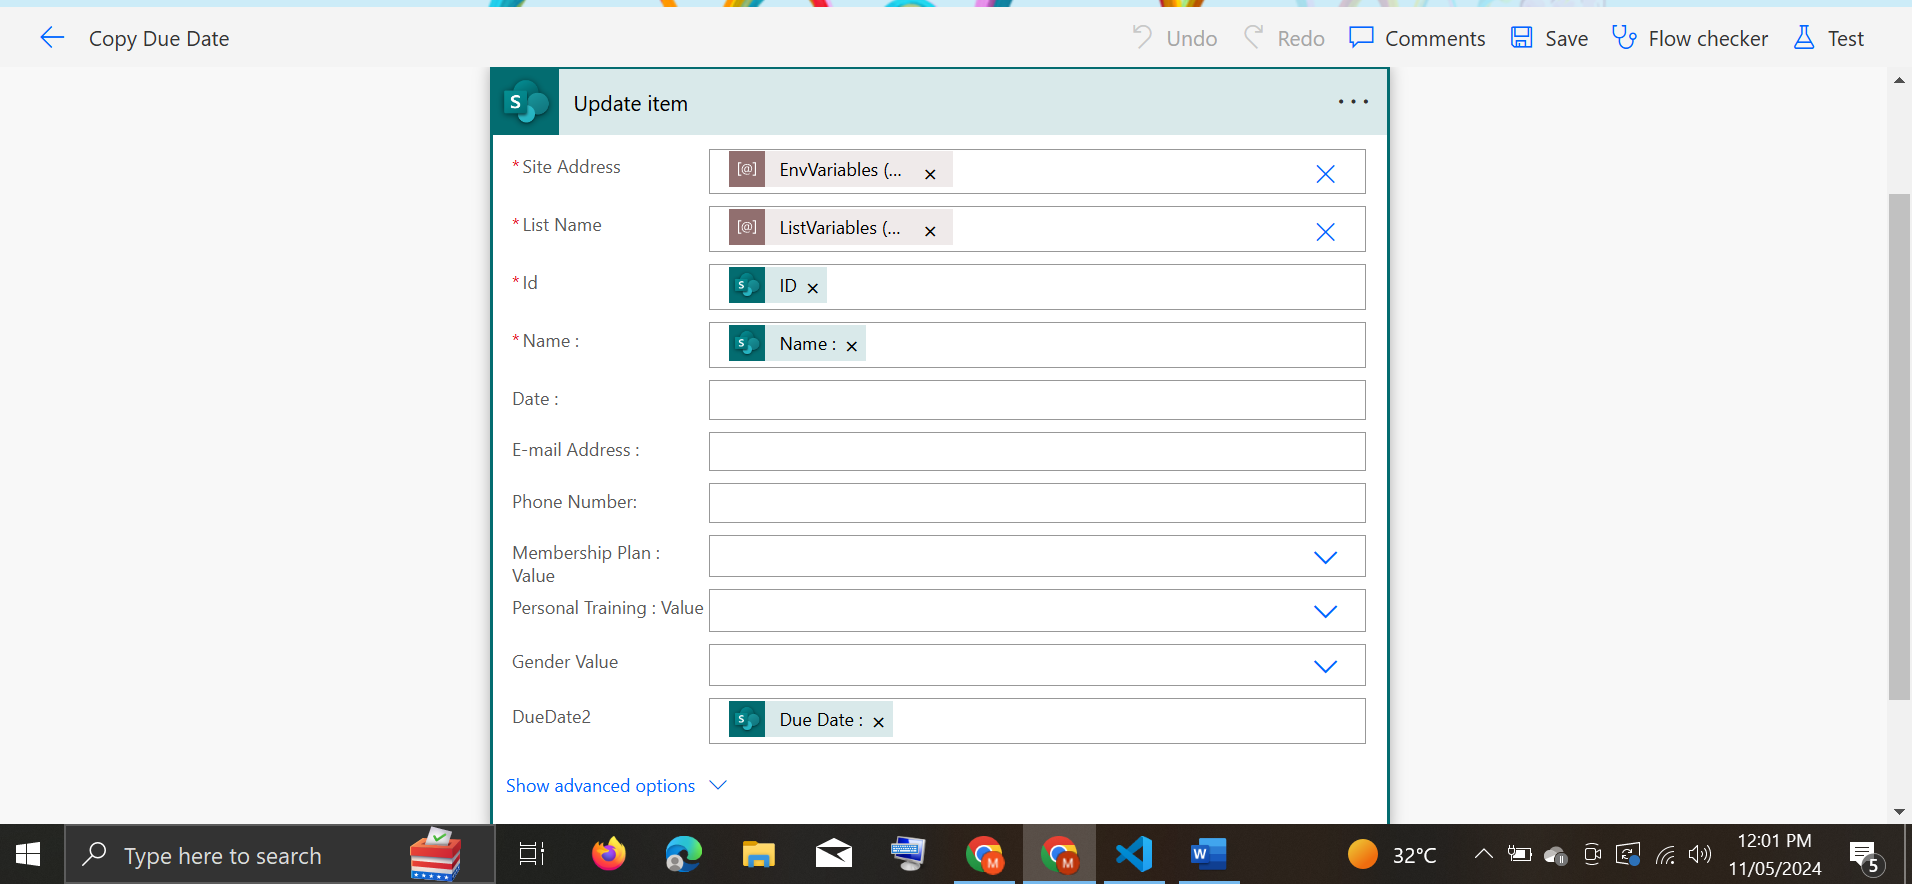 Copy Due Date
Undo
Redo
Comments
Save
Flow checker
Test
S
Update item
...
* Site Address
[@] EnvVariables (... ×
* List Name
[@] ListVariables (... ×
* Id
S ID ×
* Name :
S Name : ×
Date :
E-mail Address :
Phone Number:
Membership Plan :
Value
Personal Training : Value
Gender Value
DueDate2
S Due Date : ×
Show advanced options
Type here to search
M
M
W
32°C
12:01 PM
11/05/2024
5